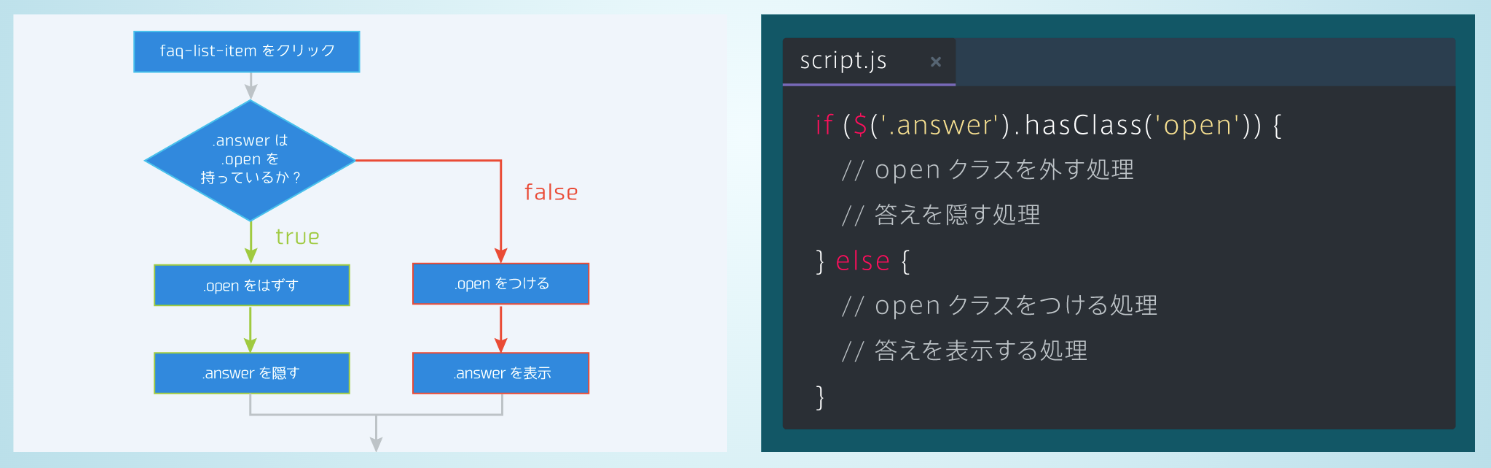 faq-list-item をクリック
.answer は
.open を
持っているか？
false
true
.open をはずす
.open をつける
.answer を隠す
.answer を表示
script.js ×
if ($('.answer').hasClass('open')) {
// open クラスを外す処理
// 答えを隠す処理
} else {
// open クラスをつける処理
// 答えを表示する処理
}